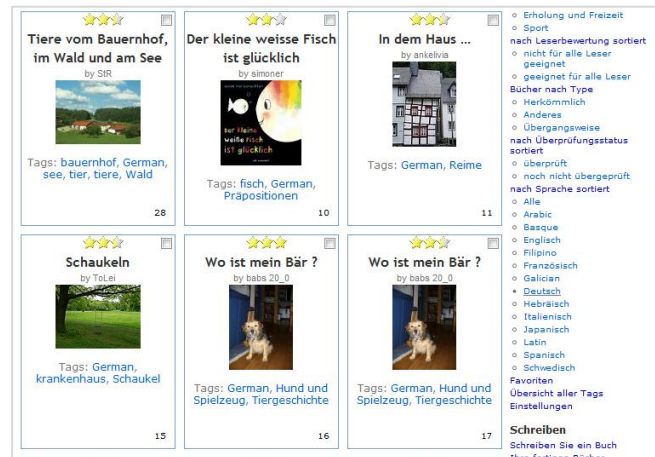 Tiere vom Bauernhof,
im Wald und am See
by StR
Tags: bauernhof, German,
see, tier, tiere, Wald
28
Der kleine weisse Fisch
ist glücklich
by simoner
Der kleine
weiße Fisch
iST glücklich
Tags: fisch, German,
Präpositionen
10
In dem Haus ...
by ankelivia
Tags: German, Reime
11
Schaukeln
by ToLei
Tags: German,
krankenhaus, Schaukel
15
Wo ist mein Bär ?
by babs 20_0
Tags: German, Hund und
Spielzeug, Tiergeschichte
16
Wo ist mein Bär ?
by babs 20_0
Tags: German, Hund und
Spielzeug, Tiergeschichte
17
Erholung und Freizeit
Sport
nach Leserbewertung sortiert
nicht für alle Leser
geeignet
geeignet für alle Leser
Bücher nach Type
Herkömmlich
Anderes
Übergangsweise
nach Überprüfungsstatus
sortiert
überprüft
noch nicht übergeprüft
nach Sprache sortiert
Alle
Arabic
Basque
Englisch
Filipino
Französisch
Galician
Deutsch
Hebräisch
Italienisch
Japanisch
Latin
Spanisch
Schwedisch
Favoriten
Übersicht aller Tags
Einstellungen
Schreiben
Schreiben Sie ein Buch
Ihre fertigen Bücher